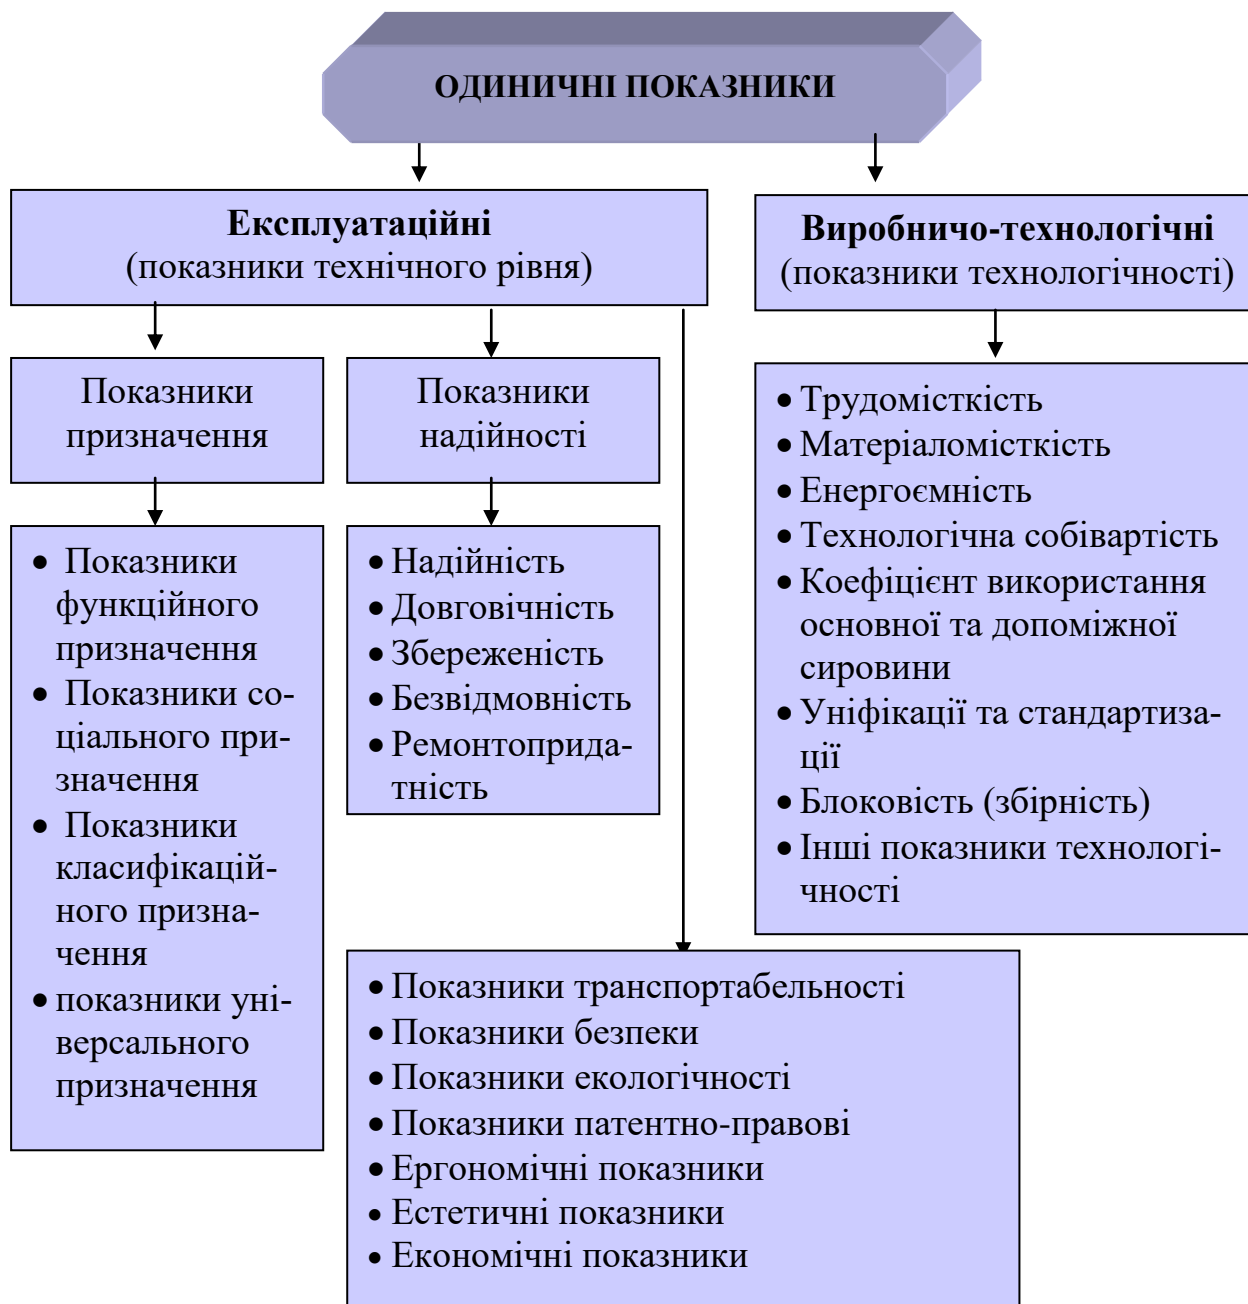 ОДИНИЧНІ ПОКАЗНИКИ
Експлуатаційні
(показники технічного рівня)
Виробничо-технологічні
(показники технологічності)
Показники
призначення
Показники
надійності
• Показники
функційного
призначення
• Показники со-
ціального при-
значення
• Показники
класифікацій-
ного призна-
чення
• показники уні-
версального
призначення
• Надійність
• Довговічність
• Збереженість
• Безвідмовність
• Ремонтопридат-
тність
• Трудомісткість
• Матеріаломісткість
• Енергоємність
• Технологічна собівартість
• Коефіцієнт використання
основної та допоміжної
сировини
• Уніфікації та стандартиза-
ції
• Блоковість (збірність)
• Інші показники технологі-
чності
• Показники транспортабельності
• Показники безпеки
• Показники екологічності
• Показники патентно-правові
• Ергономічні показники
• Естетичні показники
• Економічні показники